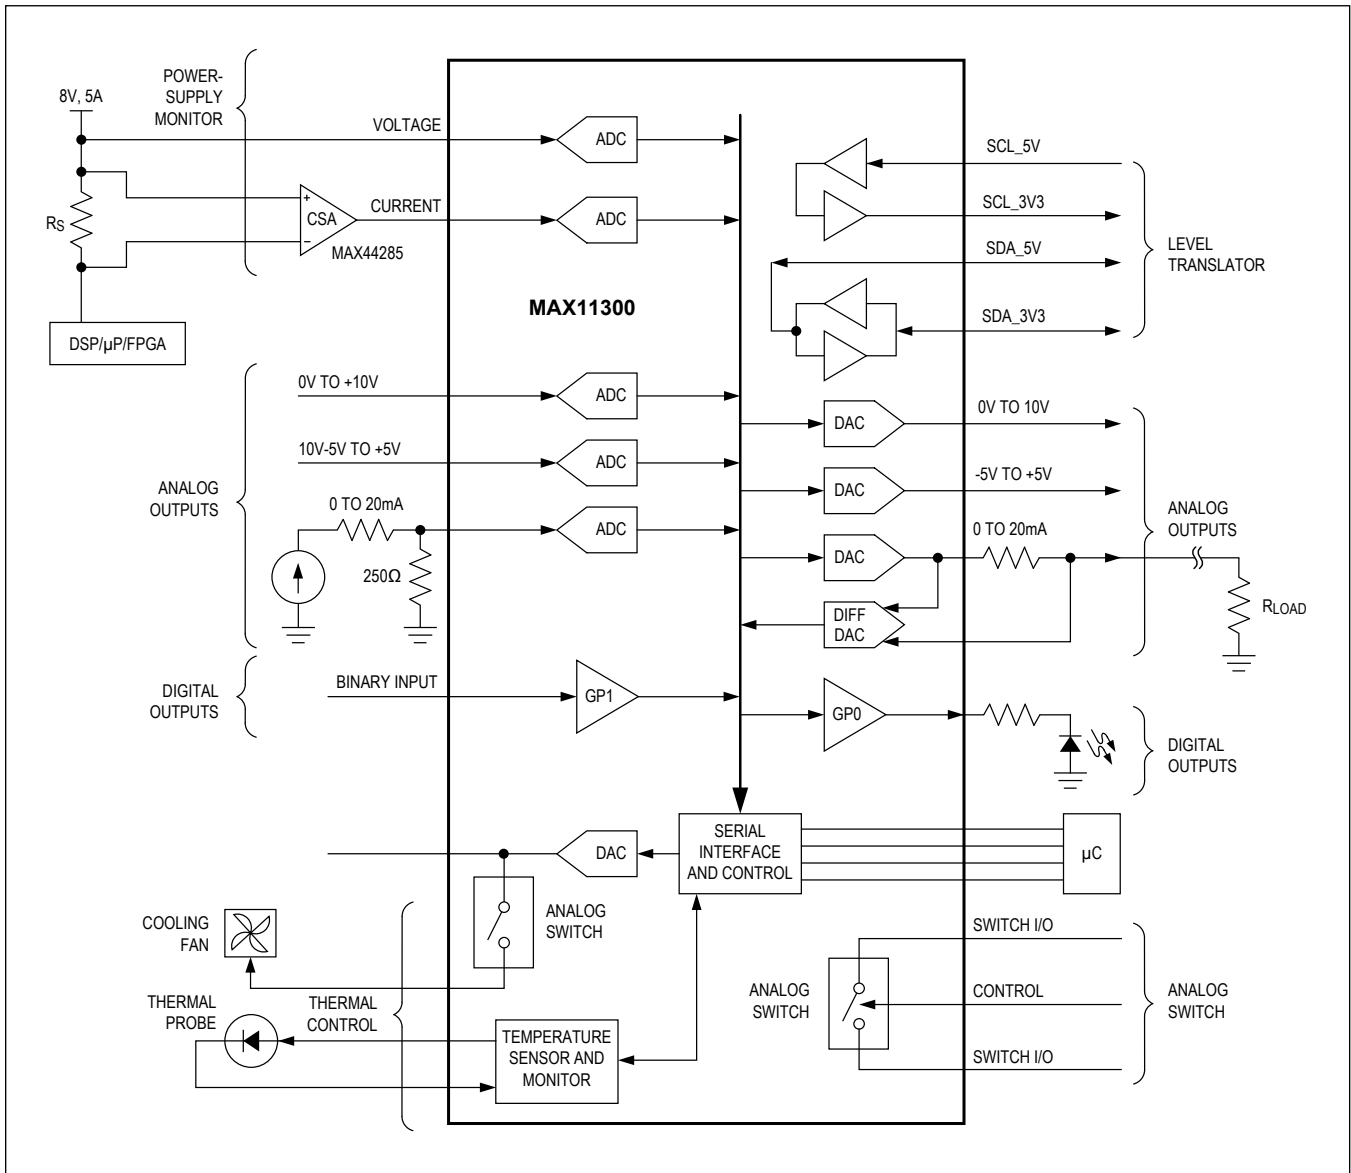 POWER-
SUPPLY
MONITOR
8V, 5A
VOLTAGE
ADC
RS
+
CSA
−
MAX44285
CURRENT
ADC
DSP/µP/FPGA
MAX11300
SCL_5V
SCL_3V3
SDA_5V
SDA_3V3
LEVEL
TRANSLATOR
ANALOG
OUTPUTS
0V TO +10V
ADC
10V-5V TO +5V
ADC
0 TO 20mA
ADC
250Ω
DAC
0V TO 10V
DAC
-5V TO +5V
DAC
0 TO 20mA
DIFF
DAC
ANALOG
OUTPUTS
RLOAD
DIGITAL
OUTPUTS
BINARY INPUT
GP1
GP0
DIGITAL
OUTPUTS
DAC
SERIAL
INTERFACE
AND CONTROL
µC
ANALOG
SWITCH
COOLING
FAN
THERMAL
PROBE
THERMAL
CONTROL
TEMPERATURE
SENSOR AND
MONITOR
ANALOG
SWITCH
SWITCH I/O
CONTROL
SWITCH I/O
ANALOG
SWITCH